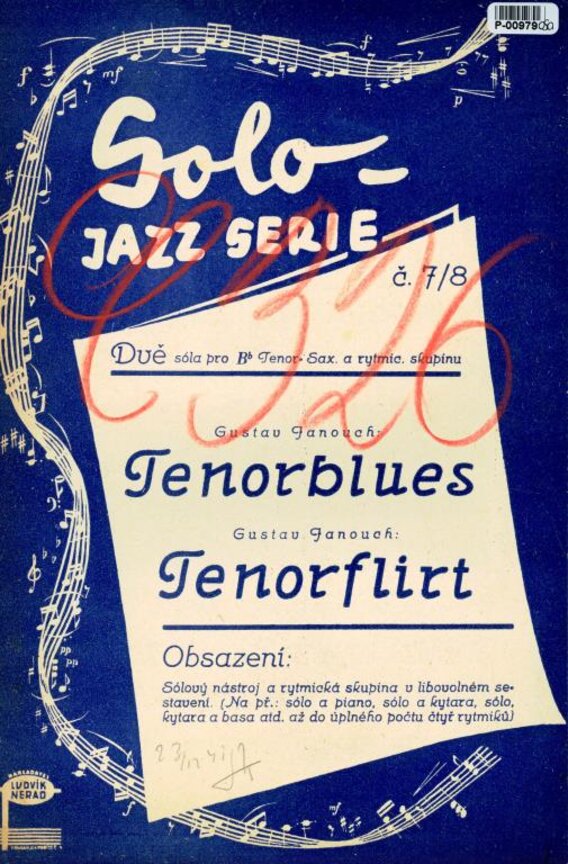 P-00979
Solo-
JAZZ SERIE
č. 7/8
C 326
Dvě sóla pro Bb Tenor-Sax. a rytmic. skupinu
Gustav Janouch:
Tenorblues
Gustav Janouch:
Tenorflirt
Obsazení:
Sólový nástroj a rytmická skupina v libovolném se-
stavení. (Na př.: sólo a piano, sólo a kytara, sólo,
kytara a basa atd. až do úplného počtu čtyř rytmiků)
NAKLADATEL
LUDVÍK
NERAD